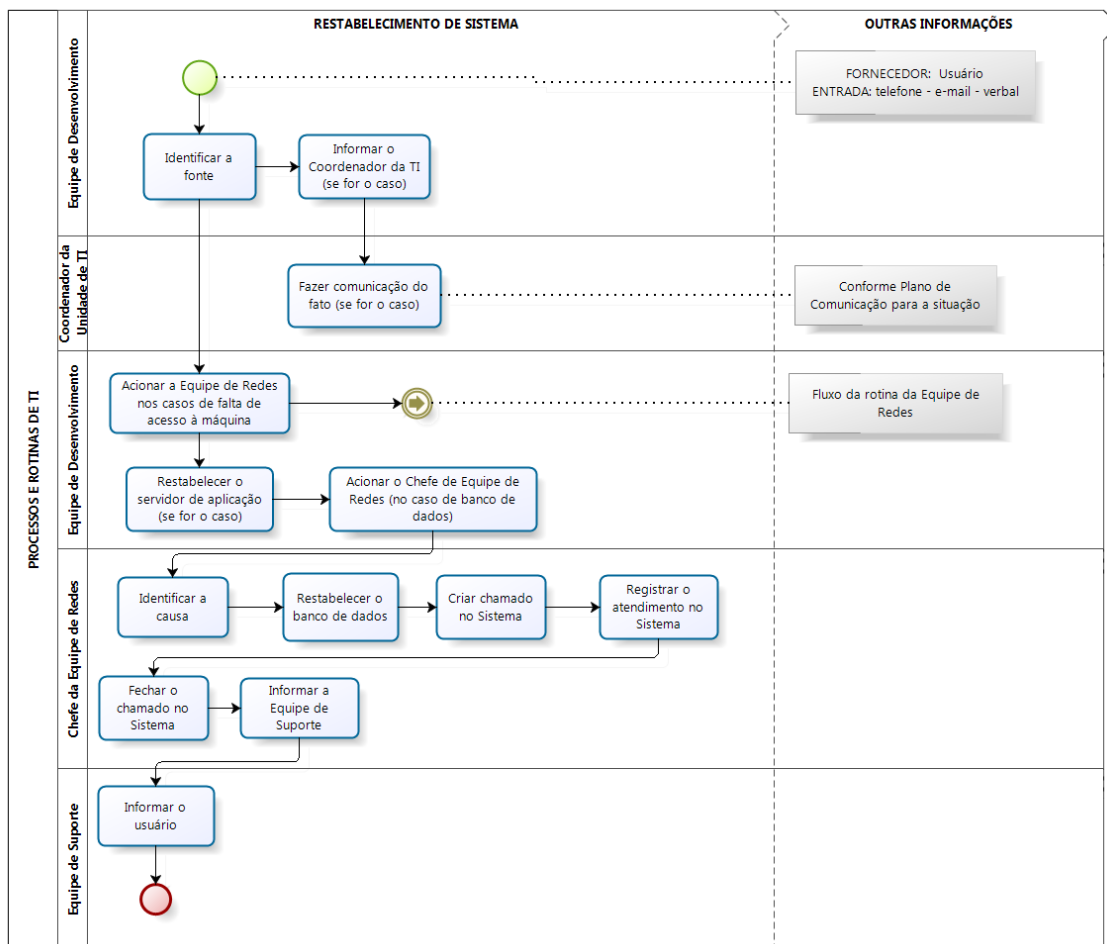 RESTABELECIMENTO DE SISTEMA
OUTRAS INFORMAÇÕES
PROCESSOS E ROTINAS DE TI
Equipe de Desenvolvimento
FORNECEDOR:  Usuário
ENTRADA: telefone - e-mail - verbal
Identificar a
fonte
Informar o
Coordenador da TI
(se for o caso)
Coordenador da
Unidade de TI
Fazer comunicação do
fato (se for o caso)
Conforme Plano de
Comunicação para a situação
Equipe de Desenvolvimento
Acionar a Equipe de Redes
nos casos de falta de
acesso à máquina
Fluxo da rotina da Equipe de
Redes
Restabelecer o
servidor de aplicação
(se for o caso)
Acionar o Chefe de Equipe de
Redes (no caso de banco de
dados)
Chefe da Equipe de Redes
Identificar a
causa
Restabelecer o
banco de dados
Criar chamado
no Sistema
Registrar o
atendimento no
Sistema
Fechar o
chamado no
Sistema
Informar a
Equipe de
Suporte
Equipe de Suporte
Informar o
usuário